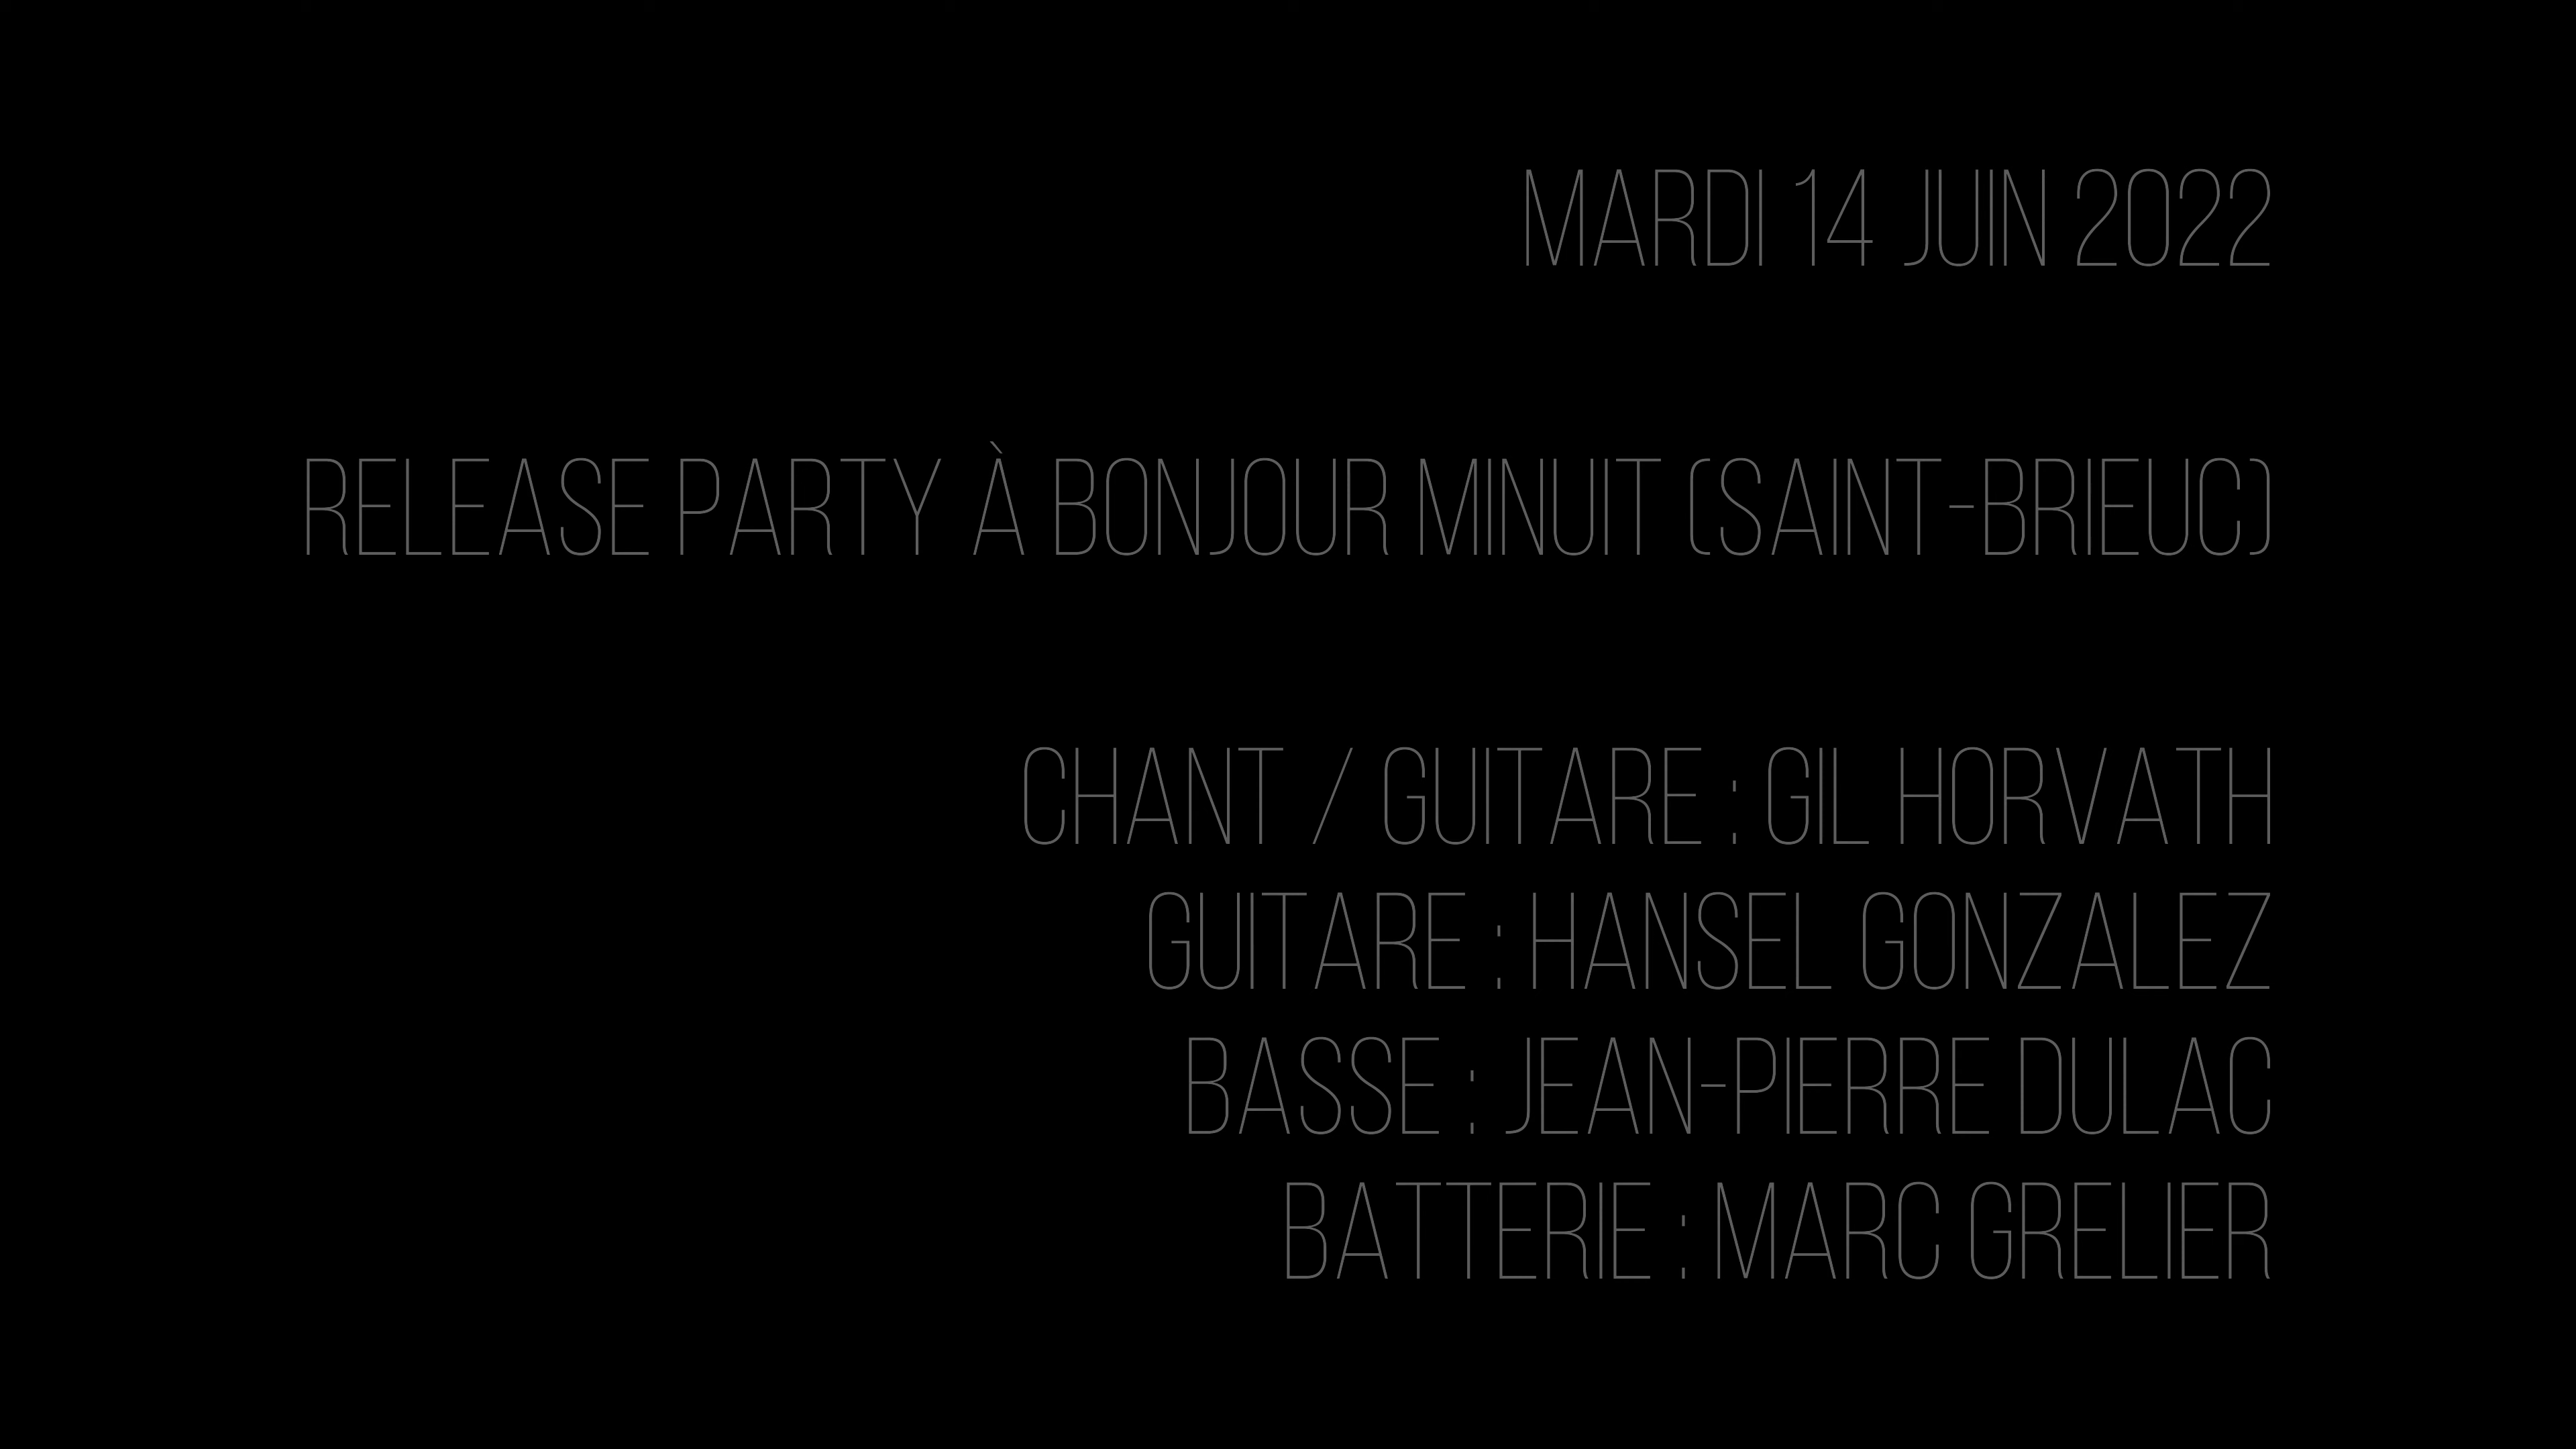 MARDI 14 JUIN 2022
RELEASE PARTY À BONJOUR MINUIT (SAINT-BRIEUC)
CHANT / GUITARE : GIL HORVATH
GUITARE : HANSEL GONZALEZ
BASSE : JEAN-PIERRE DULAC
BATTERIE : MARC GRELIER